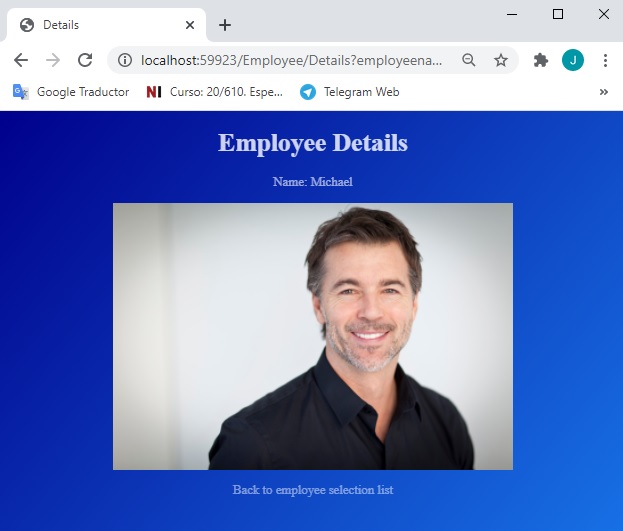 Details
localhost:59923/Employee/Details?employeena...
J
Google Traductor
NI Curso: 20/610. Espe...
Telegram Web
Employee Details
Name: Michael
Back to employee selection list